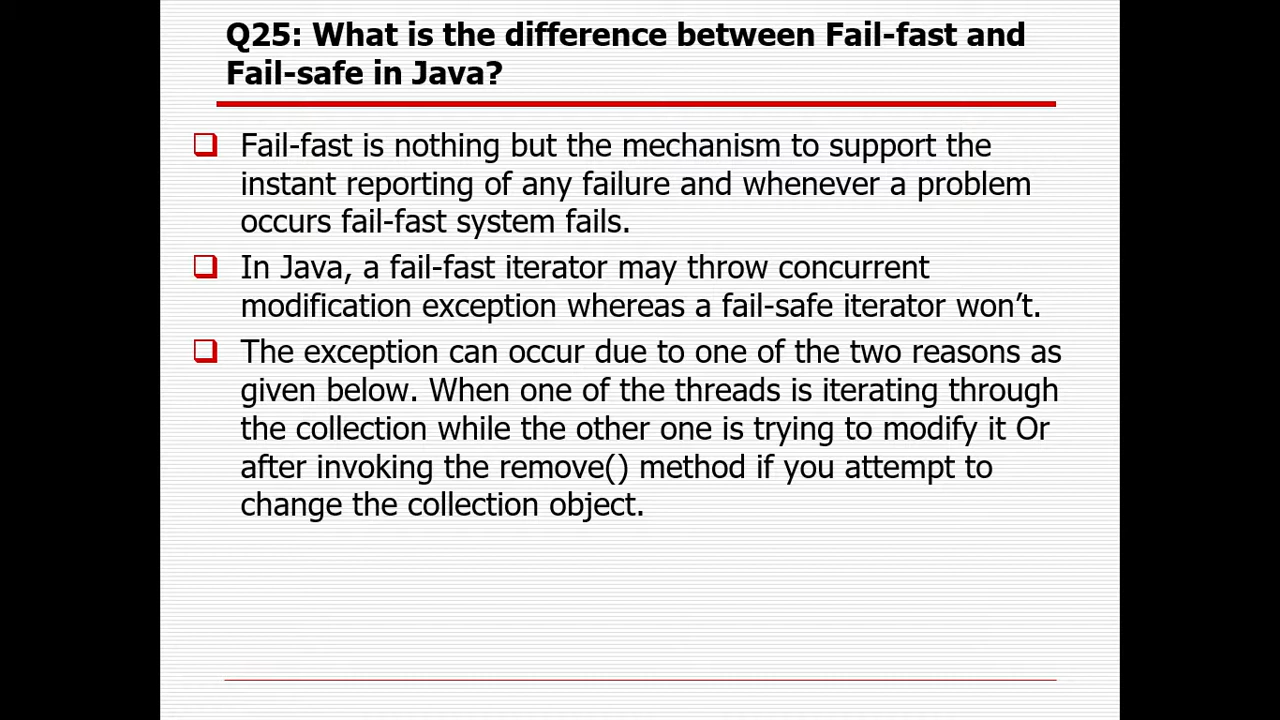 Q25: What is the difference between Fail-fast and
Fail-safe in Java?
Fail-fast is nothing but the mechanism to support the
instant reporting of any failure and whenever a problem
occurs fail-fast system fails.
In Java, a fail-fast iterator may throw concurrent
modification exception whereas a fail-safe iterator won’t.
The exception can occur due to one of the two reasons as
given below. When one of the threads is iterating through
the collection while the other one is trying to modify it Or
after invoking the remove() method if you attempt to
change the collection object.